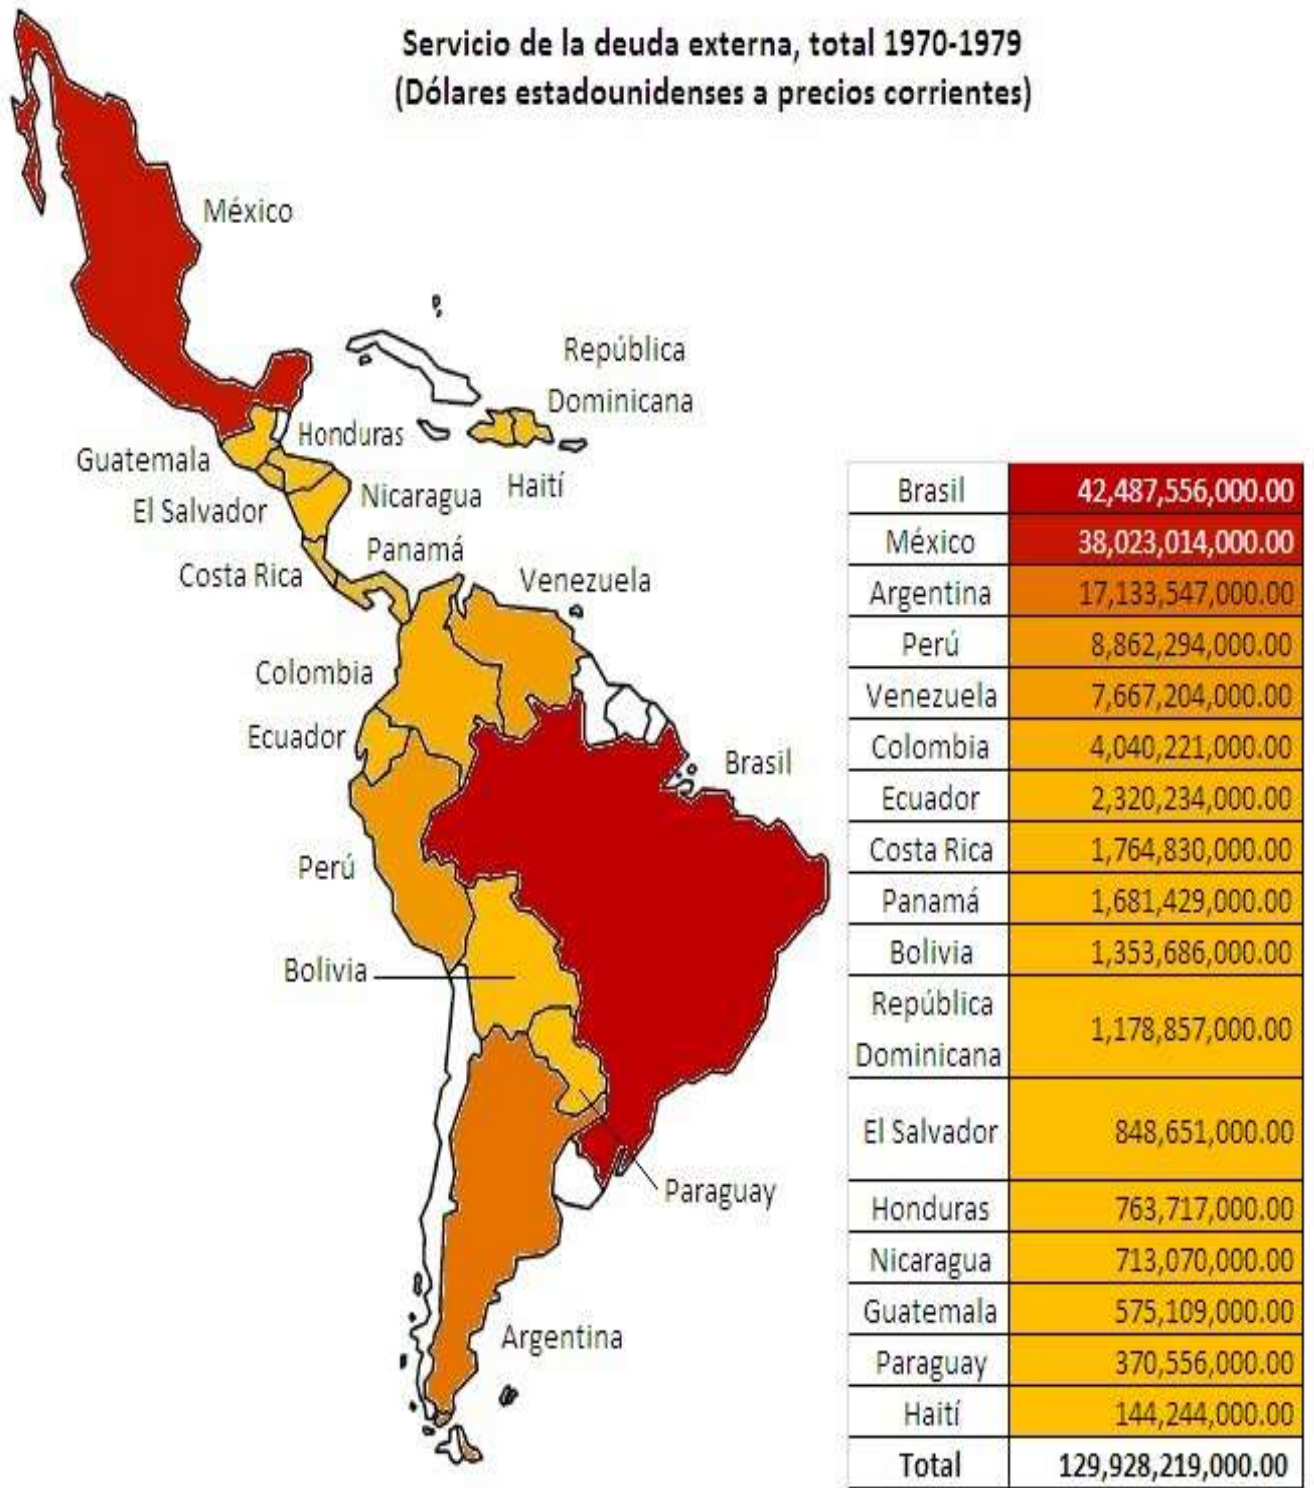 Servicio de la deuda externa, total 1970-1979
(Dólares estadounidenses a precios corrientes)
México
República
Dominicana
Honduras
Guatemala
Haití
Nicaragua
El Salvador
Panamá
Costa Rica
Venezuela
Colombia
Ecuador
Brasil
Perú
Bolivia
Paraguay
Argentina
Brasil 42,487,556,000.00
México 38,023,014,000.00
Argentina 17,133,547,000.00
Perú 8,862,294,000.00
Venezuela 7,667,204,000.00
Colombia 4,040,221,000.00
Ecuador 2,320,234,000.00
Costa Rica 1,764,830,000.00
Panamá 1,681,429,000.00
Bolivia 1,353,686,000.00
República
Dominicana 1,178,857,000.00
El Salvador 848,651,000.00
Honduras 763,717,000.00
Nicaragua 713,070,000.00
Guatemala 575,109,000.00
Paraguay 370,556,000.00
Haití 144,244,000.00
Total 129,928,219,000.00